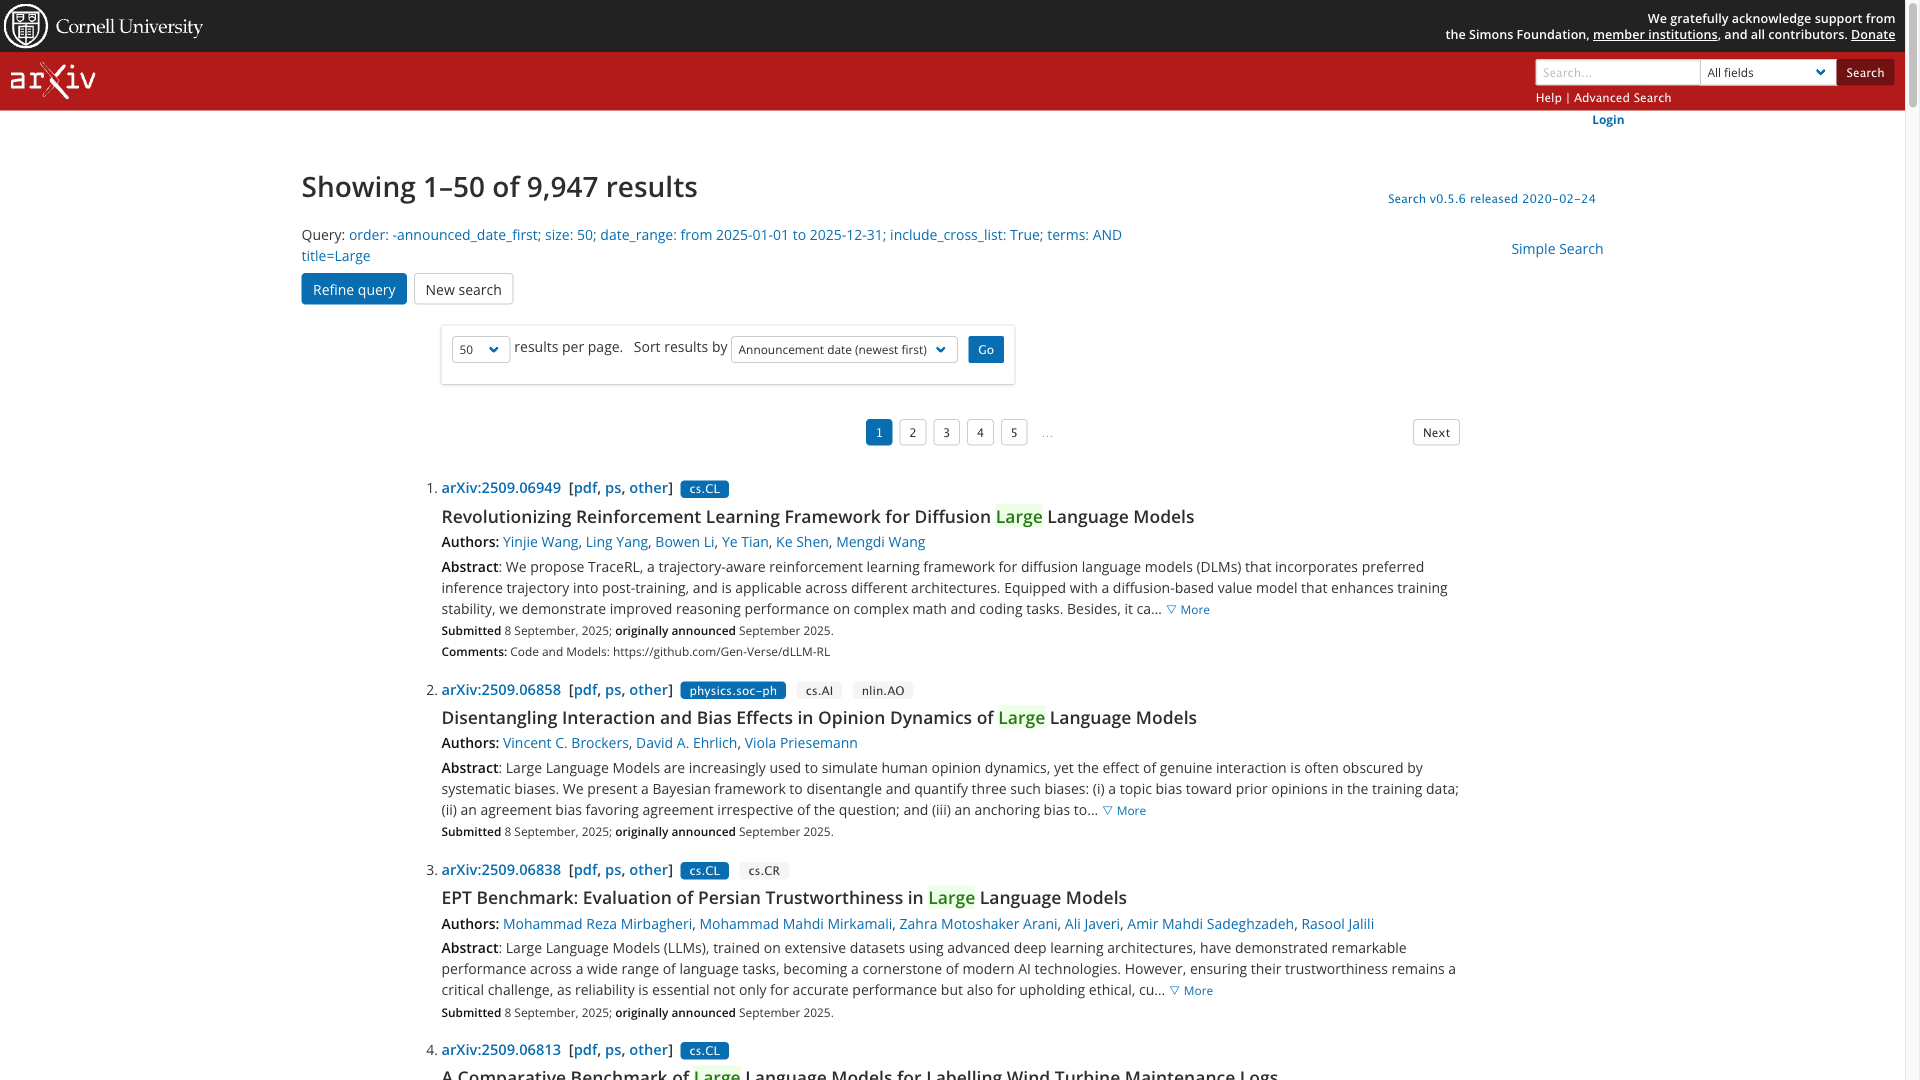 Cornell University
We gratefully acknowledge support from
the Simons Foundation, member institutions, and all contributors. Donate
arXiv
Search...
All fields
Search
Help | Advanced Search
Login
Showing 1–50 of 9,947 results
Search v0.5.6 released 2020-02-24
Query: order: -announced_date_first; size: 50; date_range: from 2025-01-01 to 2025-12-31; include_cross_list: True; terms: AND
title=Large
Simple Search
Refine query
New search
50 results per page. Sort results by Announcement date (newest first) Go
1 2 3 4 5 ... Next
1. arXiv:2509.06949 [pdf, ps, other] cs.CL
Revolutionizing Reinforcement Learning Framework for Diffusion Large Language Models
Authors: Yinjie Wang, Ling Yang, Bowen Li, Ye Tian, Ke Shen, Mengdi Wang
Abstract: We propose TraceRL, a trajectory-aware reinforcement learning framework for diffusion language models (DLMs) that incorporates preferred
inference trajectory into post-training, and is applicable across different architectures. Equipped with a diffusion-based value model that enhances training
stability, we demonstrate improved reasoning performance on complex math and coding tasks. Besides, it ca... ▽ More
Submitted 8 September, 2025; originally announced September 2025.
Comments: Code and Models: https://github.com/Gen-Verse/dLLM-RL
2. arXiv:2509.06858 [pdf, ps, other] physics.soc-ph cs.AI nlin.AO
Disentangling Interaction and Bias Effects in Opinion Dynamics of Large Language Models
Authors: Vincent C. Brockers, David A. Ehrlich, Viola Priesemann
Abstract: Large Language Models are increasingly used to simulate human opinion dynamics, yet the effect of genuine interaction is often obscured by
systematic biases. We present a Bayesian framework to disentangle and quantify three such biases: (i) a topic bias toward prior opinions in the training data;
(ii) an agreement bias favoring agreement irrespective of the question; and (iii) an anchoring bias to... ▽ More
Submitted 8 September, 2025; originally announced September 2025.
3. arXiv:2509.06838 [pdf, ps, other] cs.CL cs.CR
EPT Benchmark: Evaluation of Persian Trustworthiness in Large Language Models
Authors: Mohammad Reza Mirbagheri, Mohammad Mahdi Mirkamali, Zahra Motoshaker Arani, Ali Javeri, Amir Mahdi Sadeghzadeh, Rasool Jalili
Abstract: Large Language Models (LLMs), trained on extensive datasets using advanced deep learning architectures, have demonstrated remarkable
performance across a wide range of language tasks, becoming a cornerstone of modern AI technologies. However, ensuring their trustworthiness remains a
critical challenge, as reliability is essential not only for accurate performance but also for upholding ethical, cu... ▽ More
Submitted 8 September, 2025; originally announced September 2025.
4. arXiv:2509.06813 [pdf, ps, other] cs.CL
A Comparative Benchmark of Large Language Models for Labelling Wind Turbine Maintenance Logs